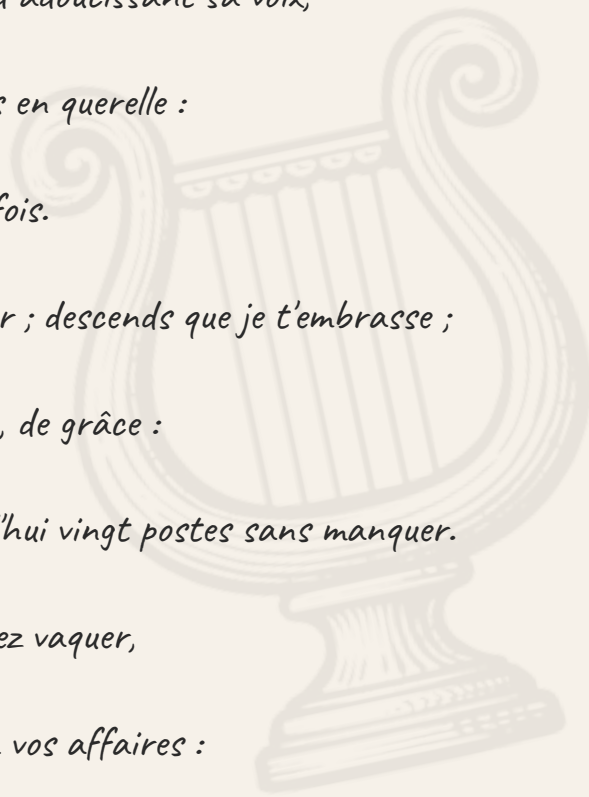 adoucissant sa voix,
s en querelle :
fois.
r ; descends que je t'embrasse ;
, de grâce :
'hui vingt postes sans manquer.
ez vaquer,
vos affaires :